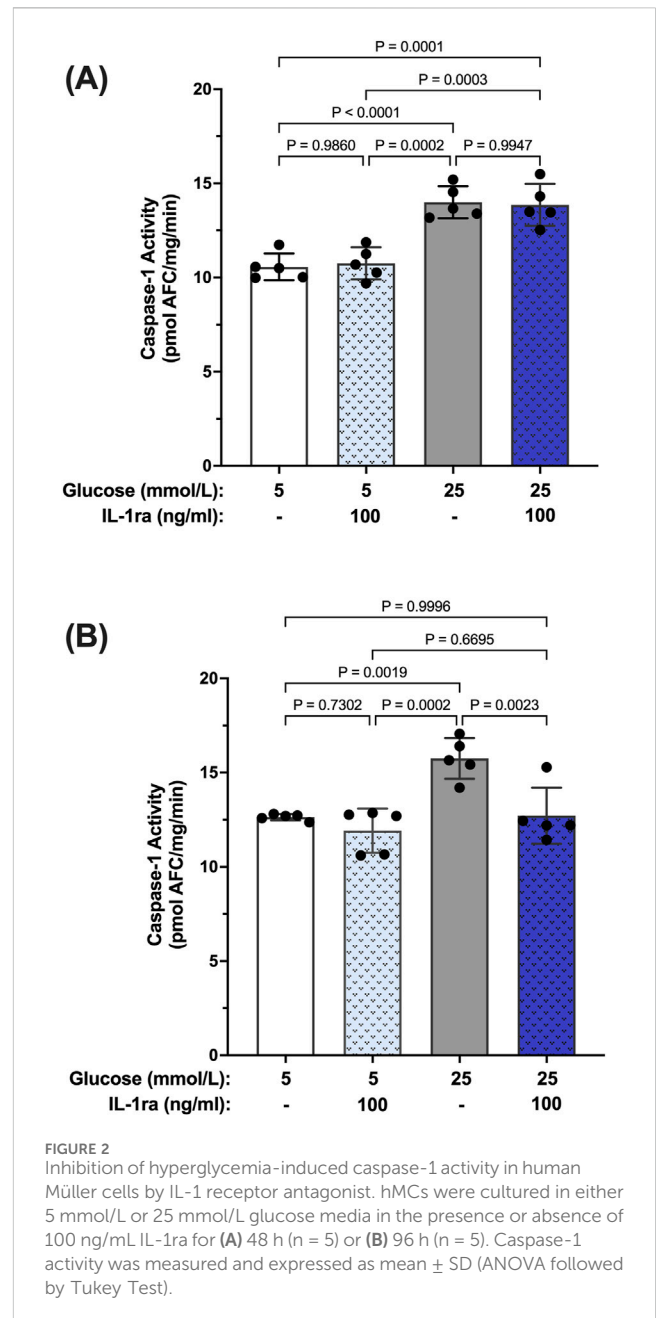 (A)
P = 0.0001
P = 0.0003
P < 0.0001
P = 0.9860
P = 0.0002
P = 0.9947
Caspase-1 Activity
(pmol AFC/mg/min)
20
15
10
5
0
Glucose (mmol/L): 5 5 25 25
IL-1ra (ng/ml): - 100 - 100
(B)
P = 0.9996
P = 0.6695
P = 0.0019
P = 0.7302
P = 0.0002
P = 0.0023
Caspase-1 Activity
(pmol AFC/mg/min)
20
15
10
5
0
Glucose (mmol/L): 5 5 25 25
IL-1ra (ng/ml): - 100 - 100
FIGURE 2
Inhibition of hyperglycemia-induced caspase-1 activity in human
Müller cells by IL-1 receptor antagonist. hMCs were cultured in either
5 mmol/L or 25 mmol/L glucose media in the presence or absence of
100 ng/mL IL-1ra for (A) 48 h (n = 5) or (B) 96 h (n = 5). Caspase-1
activity was measured and expressed as mean ± SD (ANOVA followed
by Tukey Test).